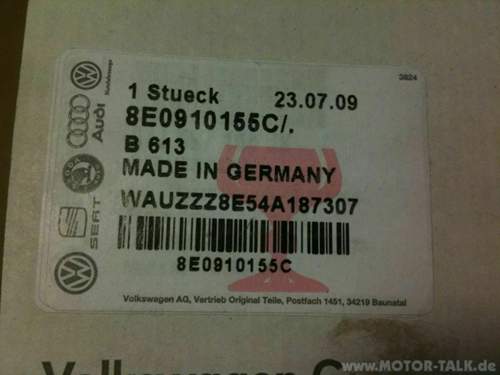 3824
1 Stueck 23.07.09
8E0910155C/.
B 613
MADE IN GERMANY
WAUZZZ8E54A187307
8E0910155C
Audi
SEAT
Volkswagen AG, Vertrieb Original Teile, Postfach 1451, 34219 Baunatal
Volkswagen G
www.MOTOR-TALK.de